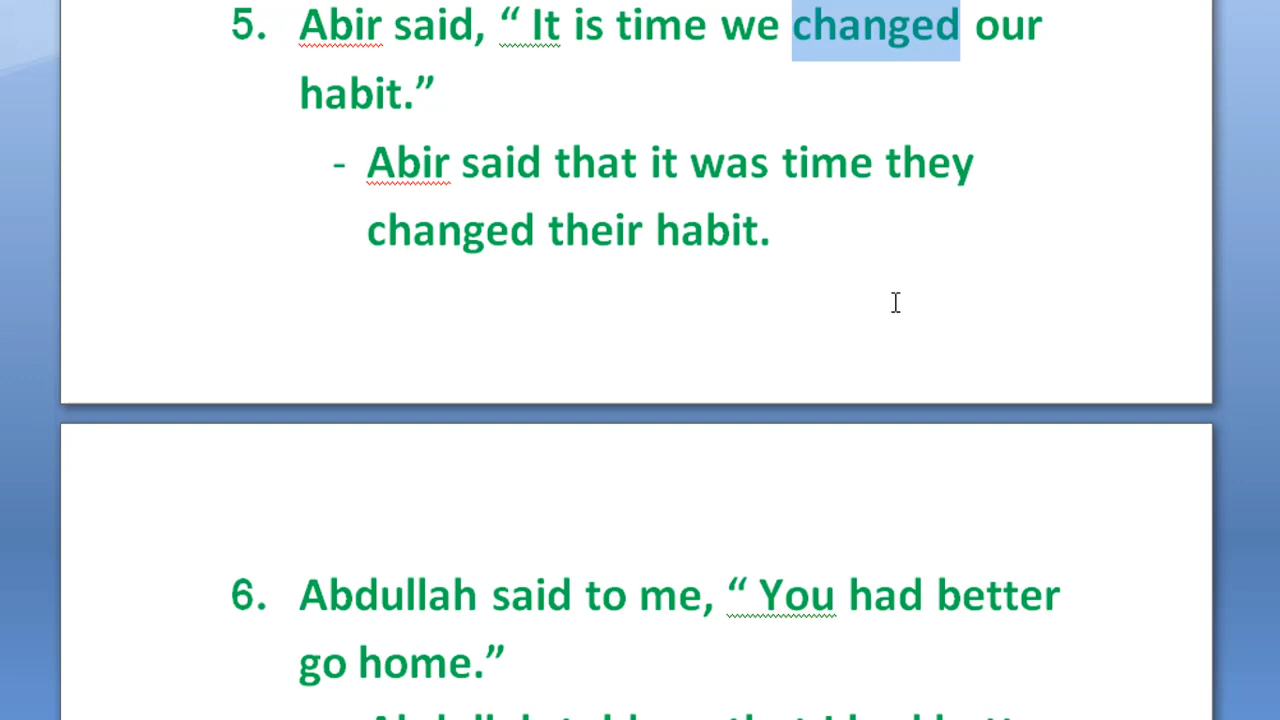 5. Abir said, “ It is time we changed our
habit.”
- Abir said that it was time they
changed their habit.
6. Abdullah said to me, “ You had better
go home.”